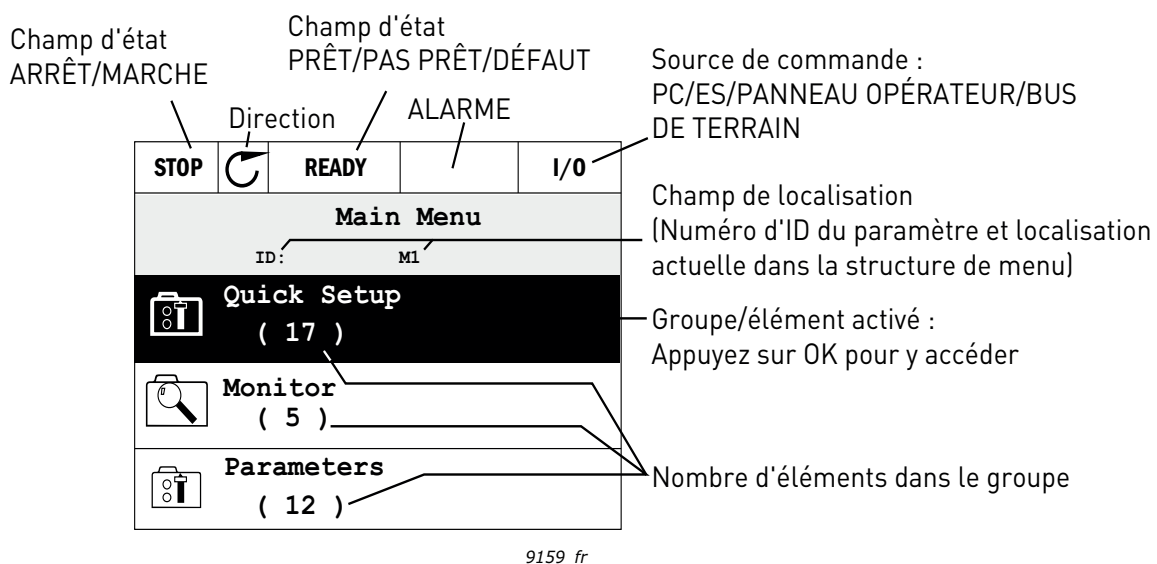 Champ d'état
ARRÊT/MARCHE
Champ d'état
PRÊT/PAS PRÊT/DÉFAUT
Direction
ALARME
Source de commande :
PC/ES/PANNEAU OPÉRATEUR/BUS
DE TERRAIN
STOP
READY
I/O
Main Menu
ID:
M1
Champ de localisation
(Numéro d'ID du paramètre et localisation
actuelle dans la structure de menu)
Quick Setup
( 17 )
Groupe/élément activé :
Appuyez sur OK pour y accéder
Monitor
( 5 )
Parameters
( 12 )
Nombre d'éléments dans le groupe
9159 fr